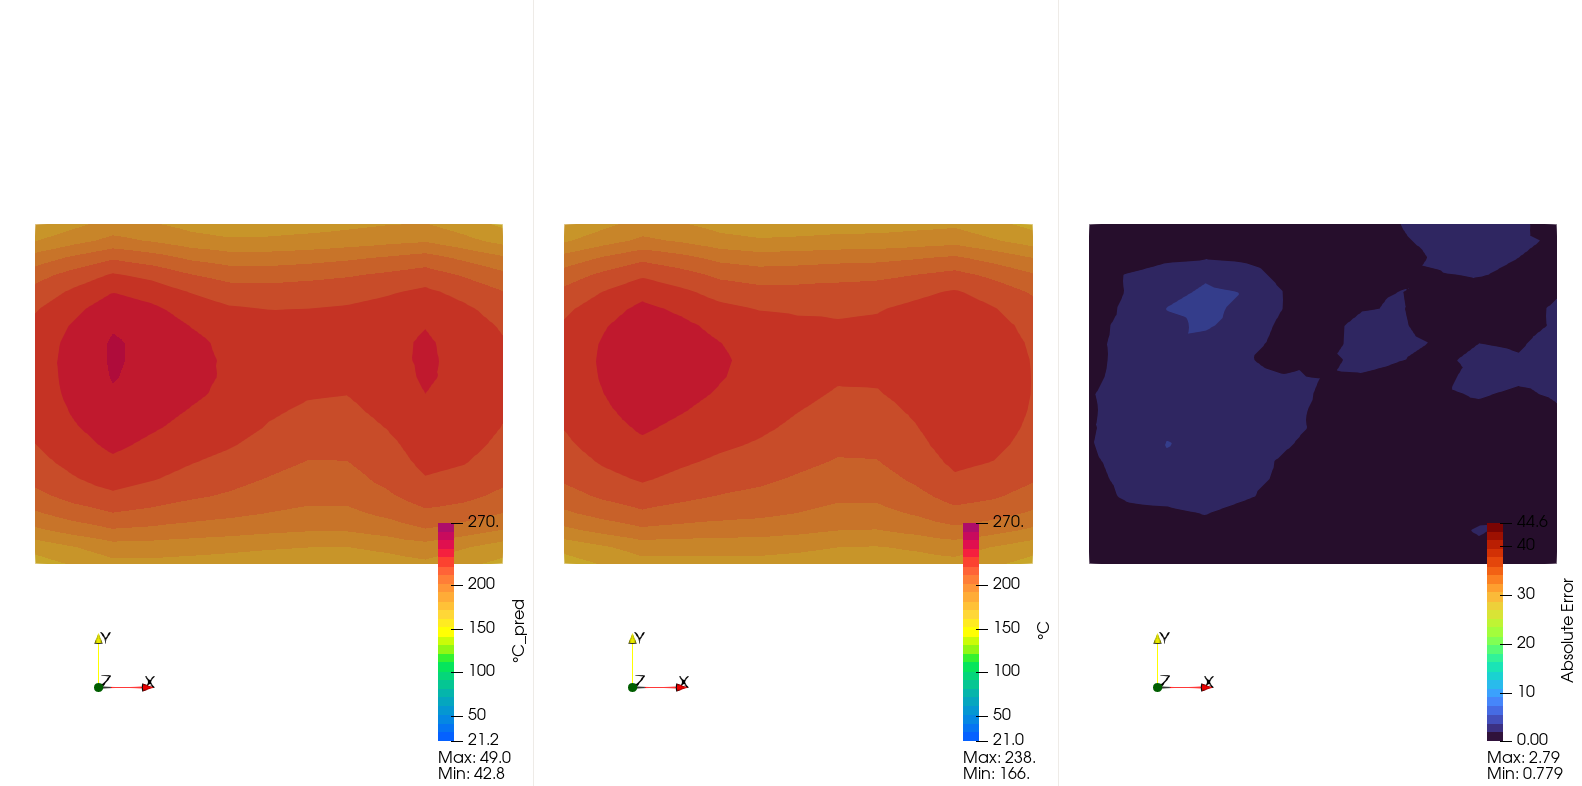 270.
200
150
100
50
21.2
°C_pred
Max: 49.0
Min: 42.8
Y
Z
X
270.
200
150
100
50
21.0
°C
Max: 238.
Min: 166.
Y
Z
X
44.6
40
30
20
10
0.00
Absolute Error
Max: 2.79
Min: 0.779
Y
Z
X